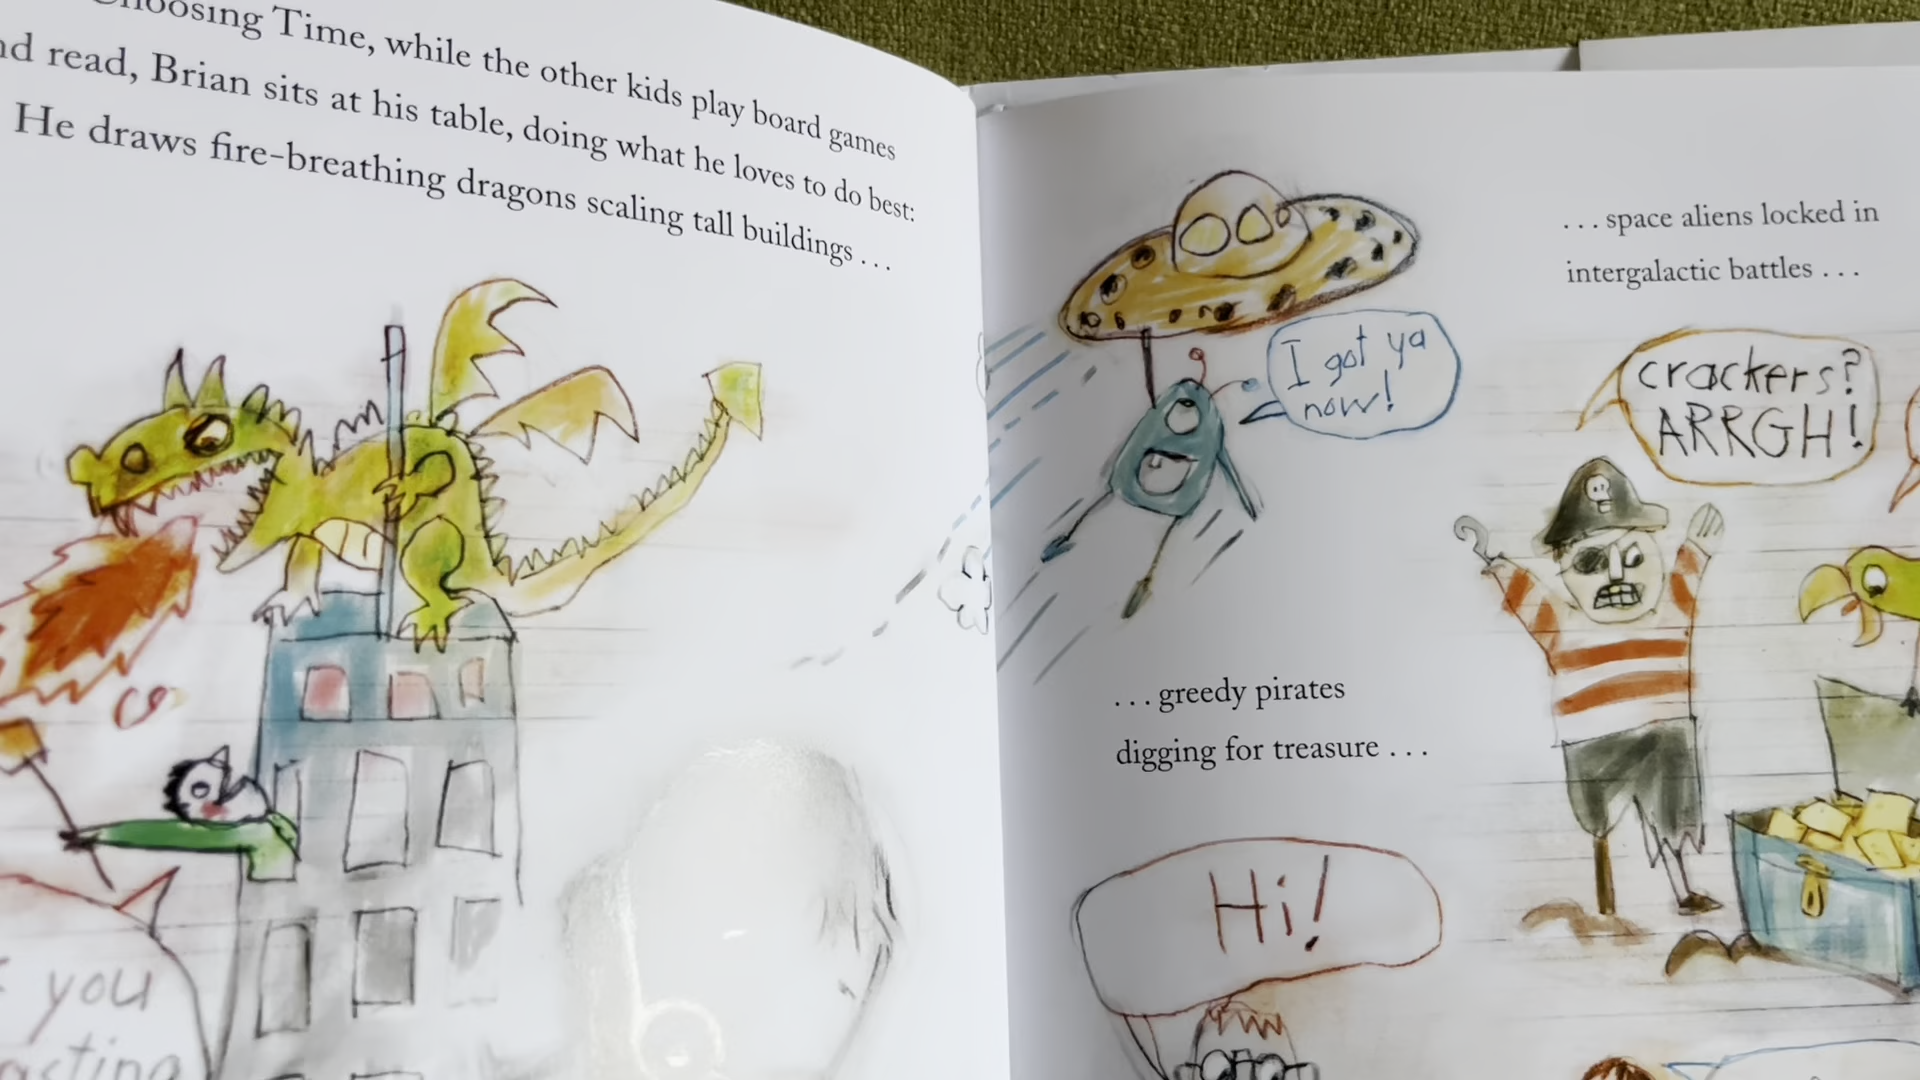 Choosing Time, while the other kids play board games
read, Brian sits at his table, doing what he loves to do best:
He draws fire-breathing dragons scaling tall buildings . . .
you
. . . space aliens locked in
intergalactic battles . . .
I got ya
now!
crackers?
ARRGH!
. . . greedy pirates
digging for treasure . . .
Hi!